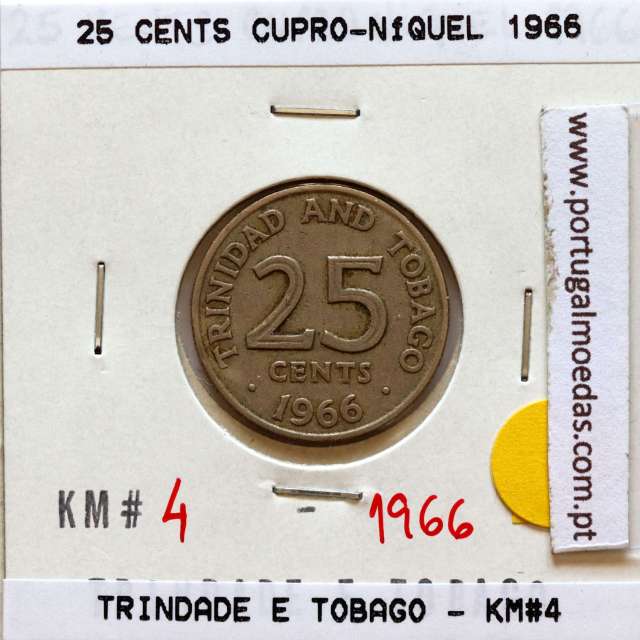 25 CENTS CUPRO-NfQUEL 1966
TRINIDAD AND TOBAGO
25
CENTS
· 1966 ·
KM# 4 - 1966
TRINDADE E TOBAGO - KM#4
www.portugalmoedas.com.pt